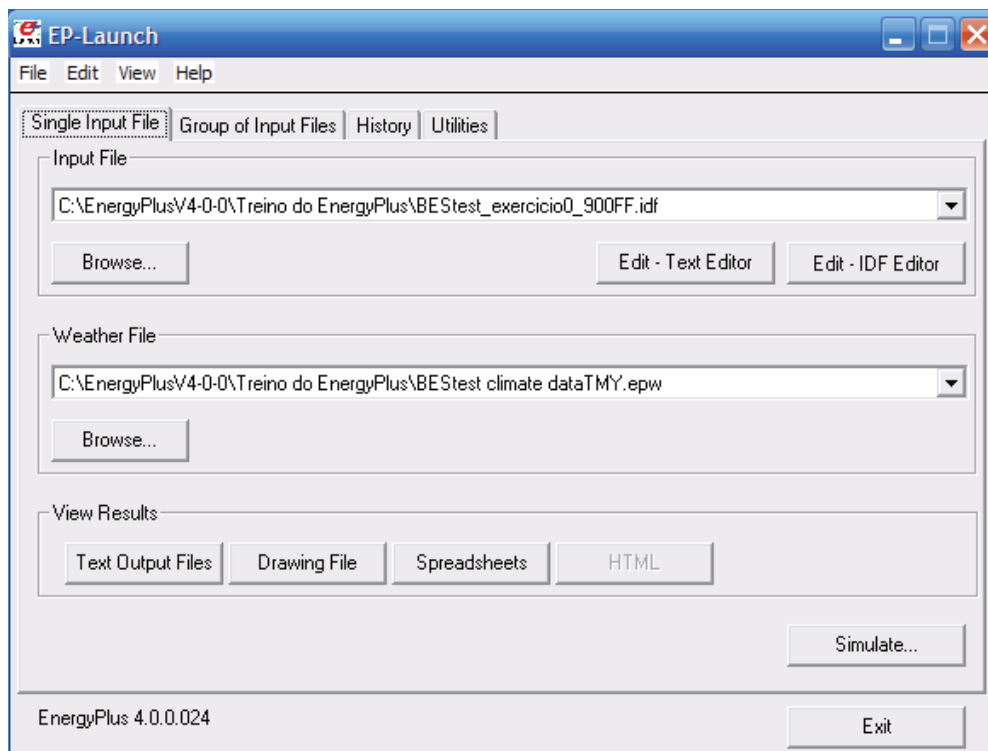 EP-Launch
File Edit View Help
Single Input File Group of Input Files History Utilities
Input File
C:\EnergyPlusV4-0-0\Treino do EnergyPlus\BEStest_exercicio0_900FF.idf
Browse... Edit - Text Editor Edit - IDF Editor
Weather File
C:\EnergyPlusV4-0-0\Treino do EnergyPlus\BEStest climate dataTMY.epw
Browse...
View Results
Text Output Files Drawing File Spreadsheets HTML
Simulate...
EnergyPlus 4.0.0.024 Exit